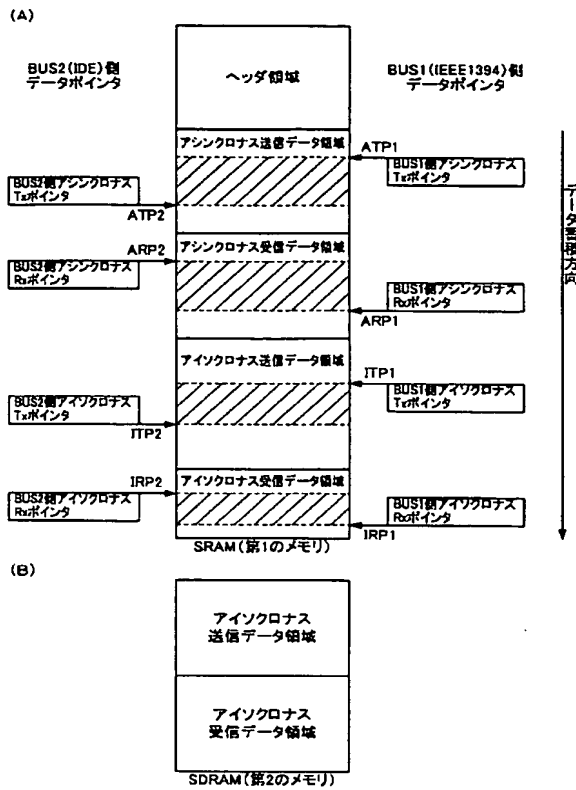 (A)
BUS2(IDE)側
データポインタ
ヘッダ領域
BUS1(IEEE1394)側
データポインタ
アシンクロナス送信データ領域
ATP1
BUS1側アシンクロナス
Txポインタ
BUS2側アシンクロナス
Txポインタ
ATP2
データ蓄積方向
ARP2
アシンクロナス受信データ領域
BUS2側アシンクロナス
Rxポインタ
BUS1側アシンクロナス
Rxポインタ
ARP1
アイソクロナス送信データ領域
ITP1
BUS1側アイソクロナス
Txポインタ
BUS2側アイソクロナス
Txポインタ
ITP2
IRP2
アイソクロナス受信データ領域
BUS2側アイソクロナス
Rxポインタ
BUS1側アイソクロナス
Rxポインタ
IRP1
SRAM(第1のメモリ)
(B)
アイソクロナス
送信データ領域
アイソクロナス
受信データ領域
SDRAM(第2のメモリ)